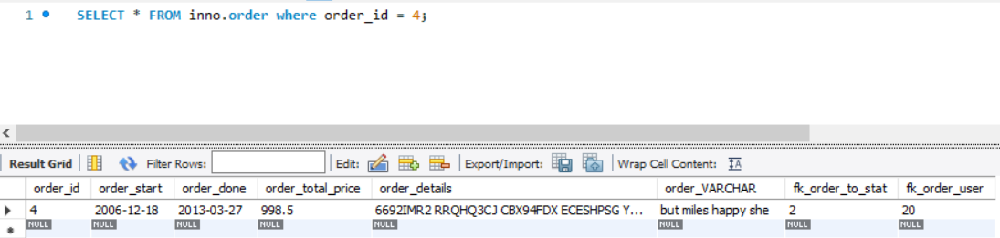 1 SELECT * FROM inno.order where order_id = 4;
Result Grid Filter Rows: Edit: Export/Import: Wrap Cell Content:
order_id order_start order_done order_total_price order_details order_VARCHAR fk_order_to_stat fk_order_user
4 2006-12-18 2013-03-27 998.5 6692IMR2 RRQHQ3CJ CBX94FDX ECESHPSG Y... but miles happy she 2 20
NULL NULL NULL NULL NULL NULL NULL NULL